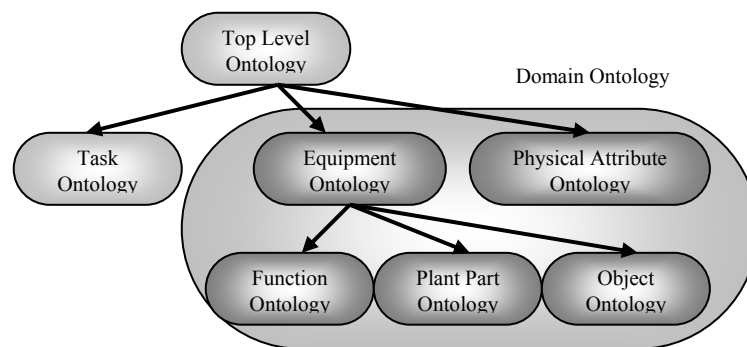 Top Level
Ontology
Domain Ontology
Task
Ontology
Equipment
Ontology
Physical Attribute
Ontology
Function
Ontology
Plant Part
Ontology
Object
Ontology